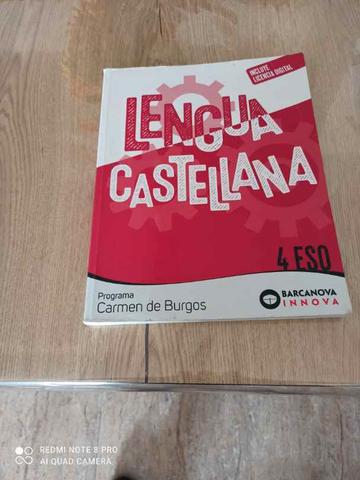 INCLUYE
LICENCIA DIGITAL
LENGUA
CASTELLANA
4 ESO
Programa
Carmen de Burgos
BARCANOVA
INNOVA
REDMI NOTE 8 PRO
AI QUAD CAMERA